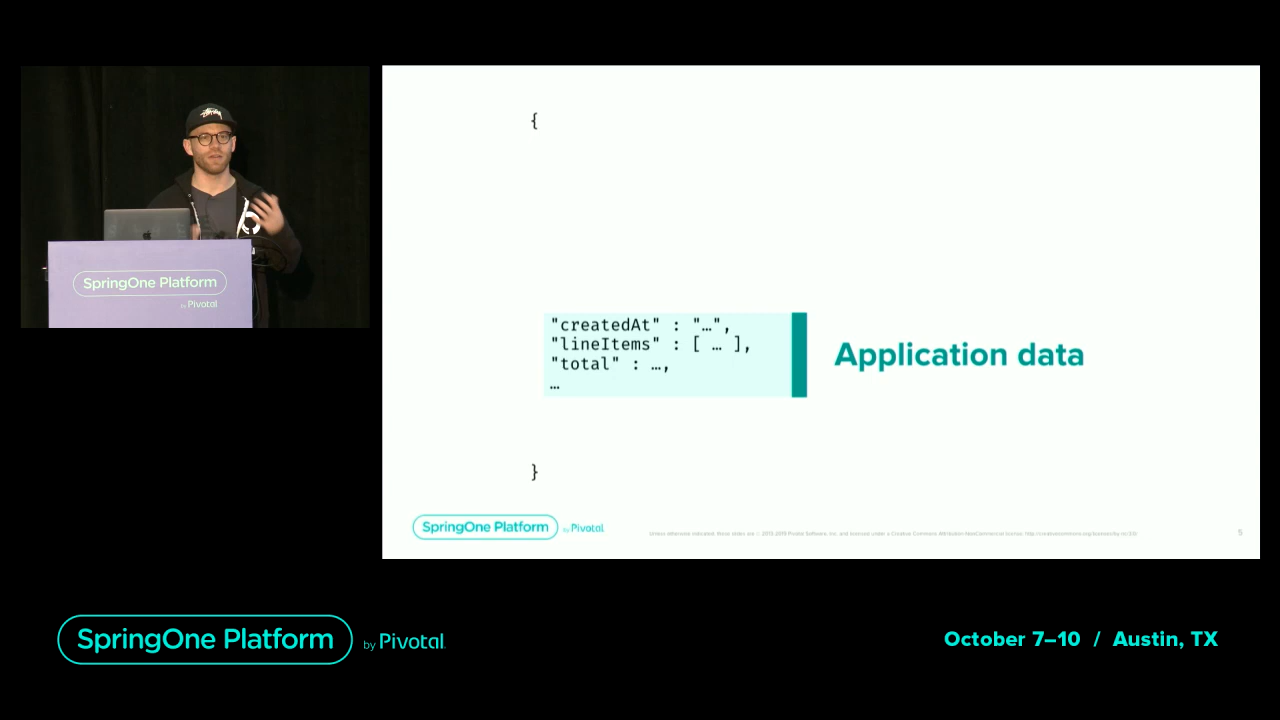 SpringOne Platform
by Pivotal
{
"createdAt" : "…",
"lineItems" : [ … ],
"total" : …,
…
Application data
}
SpringOne Platform by Pivotal
5
SpringOne Platform by Pivotal
October 7–10 / Austin, TX